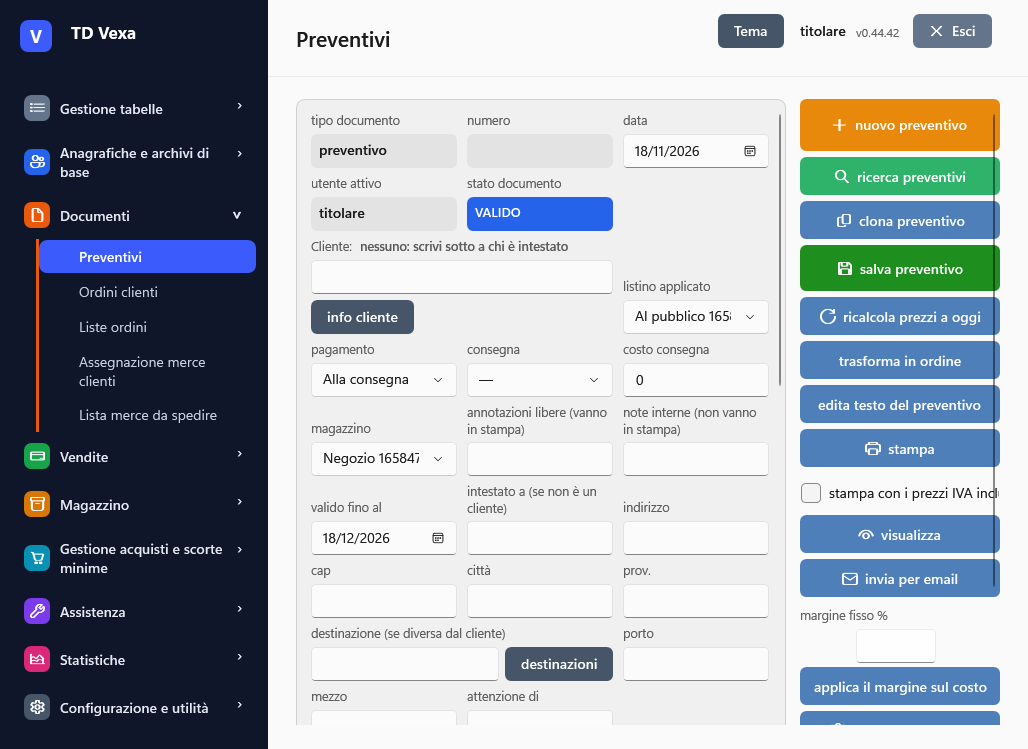 V
TD Vexa
Preventivi
Tema
titolare
v0.44.42
Esci
Gestione tabelle
Anagrafiche e archivi di
base
Documenti
Preventivi
Ordini clienti
Liste ordini
Assegnazione merce
clienti
Lista merce da spedire
Vendite
Magazzino
Gestione acquisti e scorte
minime
Assistenza
Statistiche
Configurazione e utilità
tipo documento
numero
data
preventivo
18/11/2026
utente attivo
stato documento
titolare
VALIDO
Cliente: nessuno: scrivi sotto a chi è intestato
listino applicato
info cliente
Al pubblico 165
pagamento
consegna
costo consegna
Alla consegna
—
0
magazzino
annotazioni libere (vanno
in stampa)
note interne (non vanno
in stampa)
Negozio 165847
valido fino al
intestato a (se non è un
cliente)
indirizzo
18/12/2026
cap
città
prov.
destinazione (se diversa dal cliente)
porto
destinazioni
mezzo
attenzione di
nuovo preventivo
ricerca preventivi
clona preventivo
salva preventivo
ricalcola prezzi a oggi
trasforma in ordine
edita testo del preventivo
stampa
stampa con i prezzi IVA incl
visualizza
invia per email
margine fisso %
applica il margine sul costo